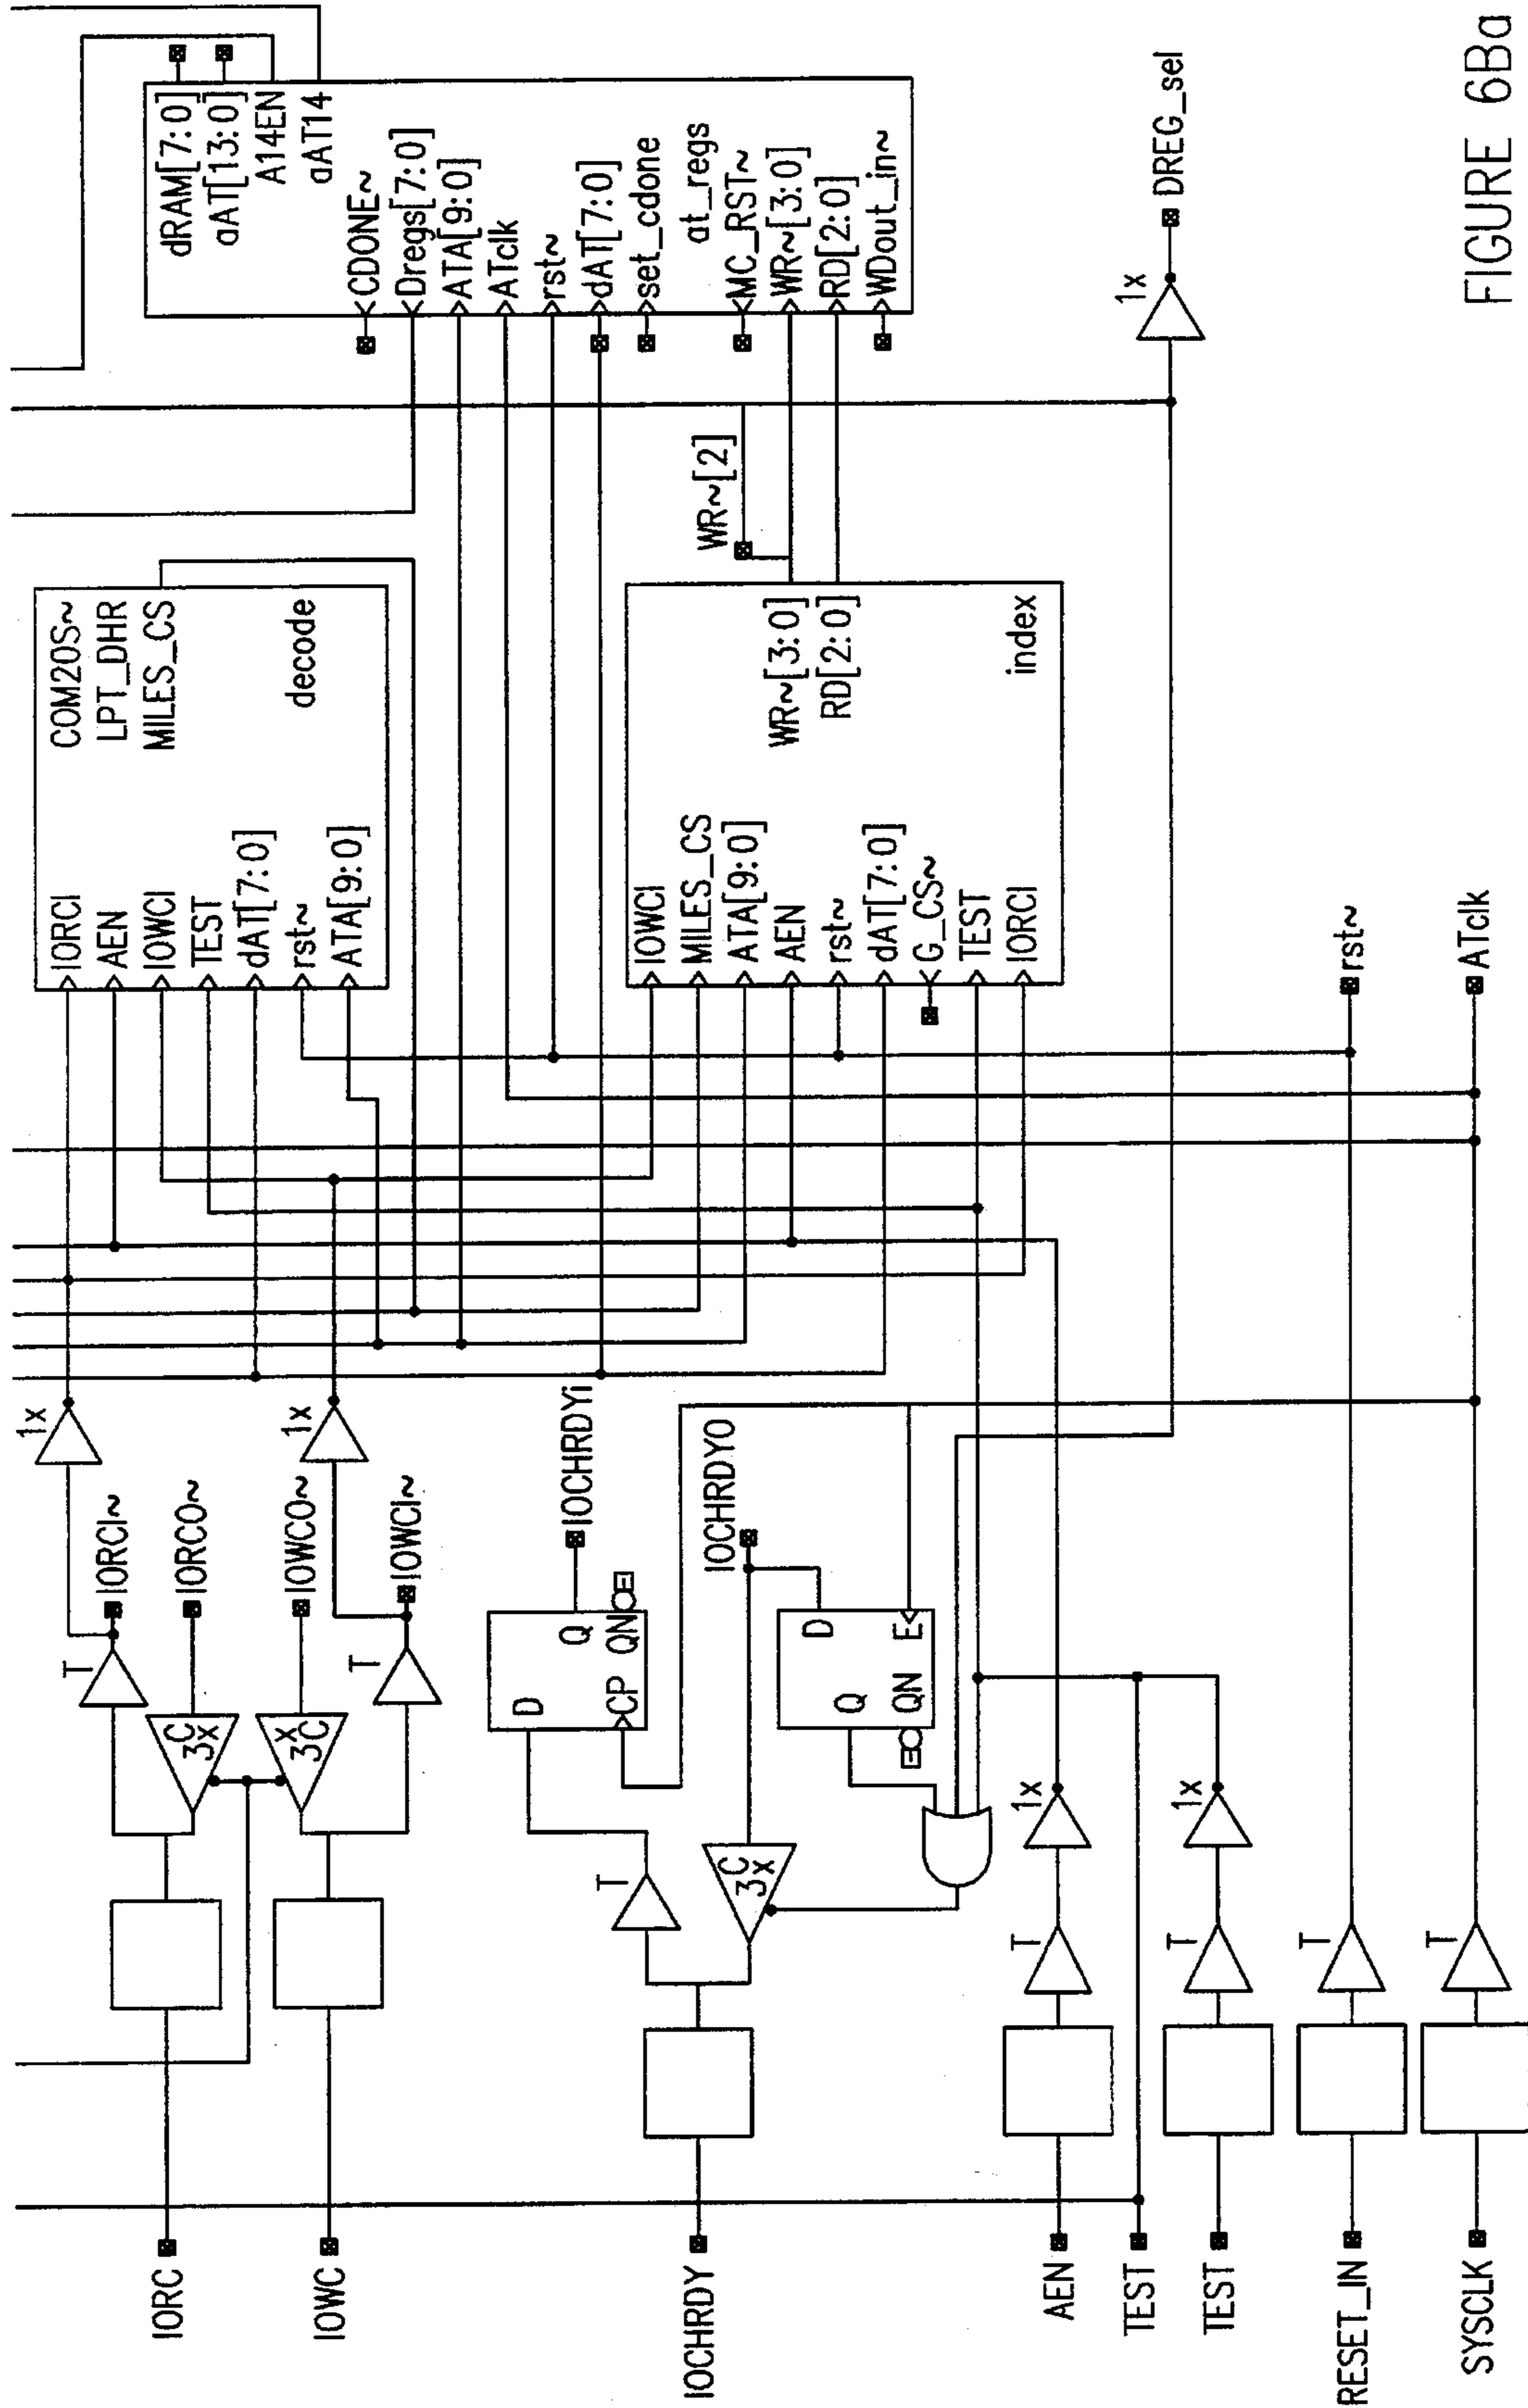 dRAM[7:0]
aAT[13:0]
A14EN
aAT14
CDONE~
Dregs[7:0]
ATA[9:0]
ATclk
rst~
dAT[7:0]
set_cdone
at_regs
MC_RST~
WR~[3:0]
RD[2:0]
WDout_in~
1x
DREG_sel
WR~[2]
COM20S~
LPT_DHR
MILES_CS
decode
IORCI
AEN
IOWCI
TEST
dAT[7:0]
rst~
ATA[9:0]
WR~[3:0]
RD[2:0]
index
IOWCI
MILES_CS
ATA[9:0]
AEN
rst~
dAT[7:0]
G_CS~
TEST
IORCI
rst~
ATclk
1x
1x
IORCI~
IORCO~
IOWCO~
IOWCI~
T
C
3x
x
3C
T
IOCHRDYi
D
Q
CP
QN
E
IOCHRDYO
D
E
Q
QN
E
T
C
3x
1x
1x
T
T
T
T
IORC
IOWC
IOCHRDY
AEN
TEST
TEST
RESET_IN
SYSCLK
FIGURE 6Ba